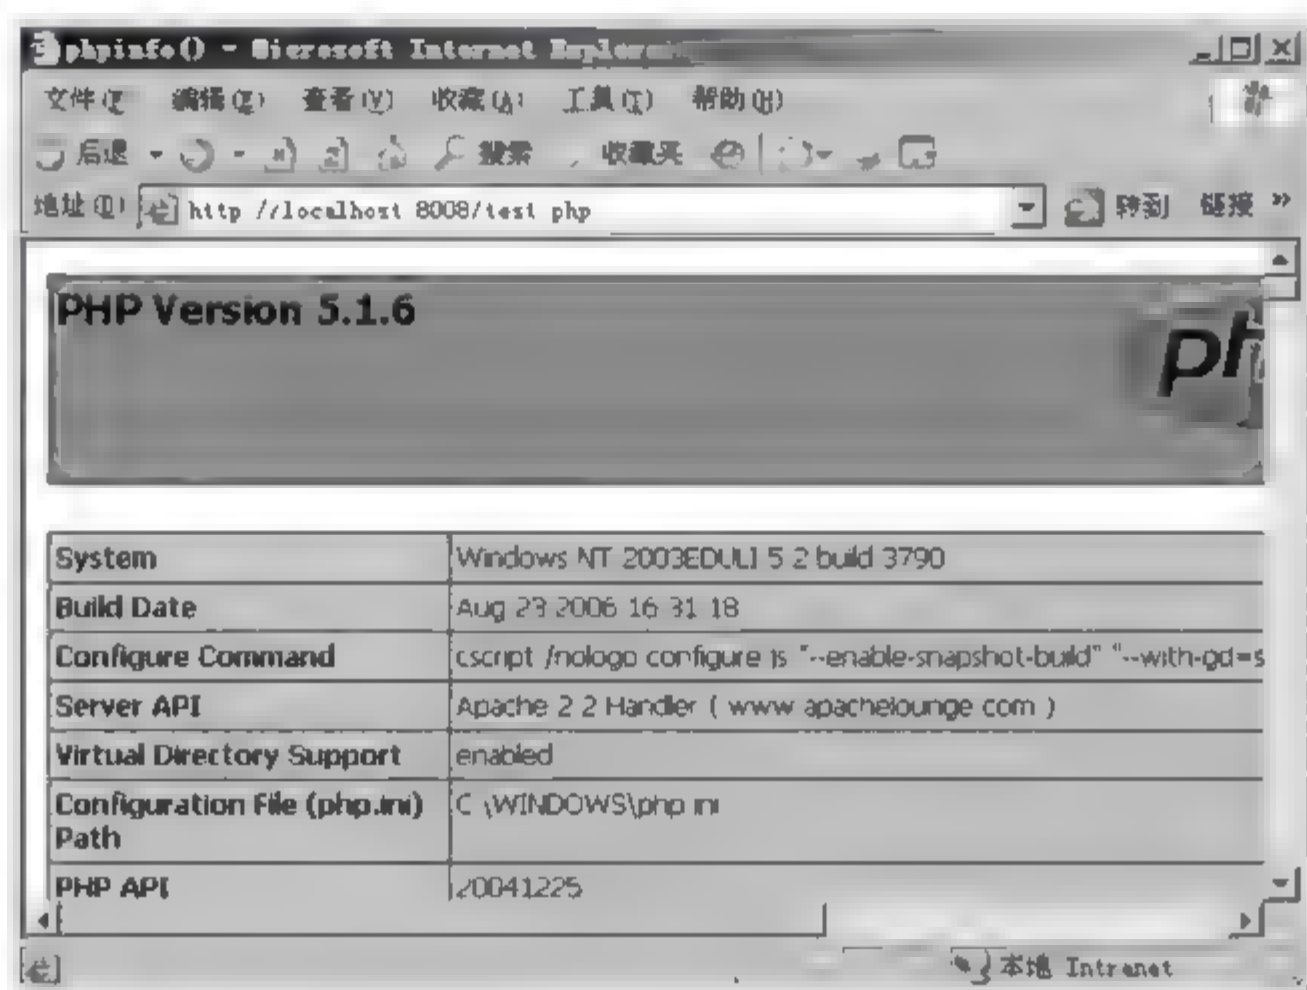 phpinfo() - Microsoft Internet Explorer
文件(F) 编辑(E) 查看(V) 收藏(A) 工具(T) 帮助(H)
后退 搜索 收藏夹
地址(D) http //localhost 8008/test php 转到 链接 »
PHP Version 5.1.6
php
System Windows NT 2003EDULI 5 2 build 3790
Build Date Aug 23 2006 16 31 18
Configure Command cscript /nologo configure js "--enable-snapshot-build" "--with-gd=s
Server API Apache 2 2 Handler ( www apachelounge com )
Virtual Directory Support enabled
Configuration File (php.ini) C \WINDOWS\php ini
Path
PHP API 20041225
本地 Intranet